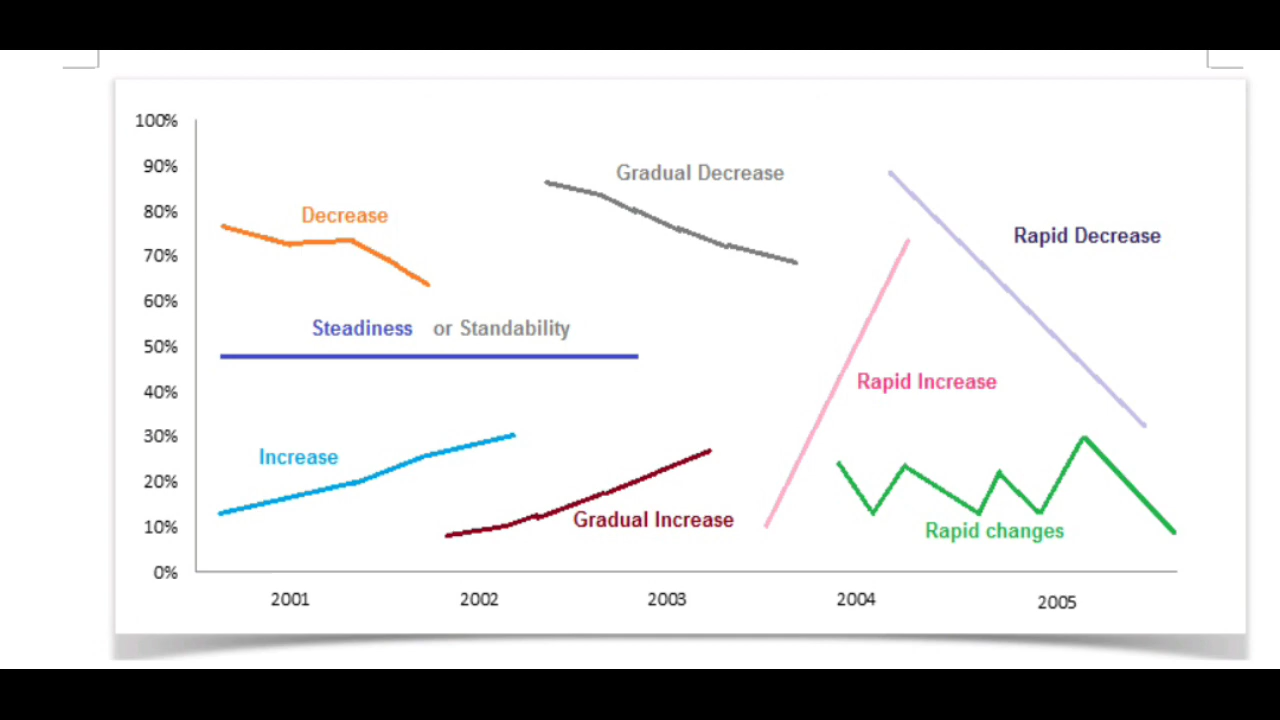 100%
90%
Gradual Decrease
80%
Decrease
Rapid Decrease
70%
60%
Steadiness or Standability
50%
40%
Rapid Increase
30%
Increase
20%
10%
Gradual Increase
Rapid changes
0%
2001 2002 2003 2004 2005